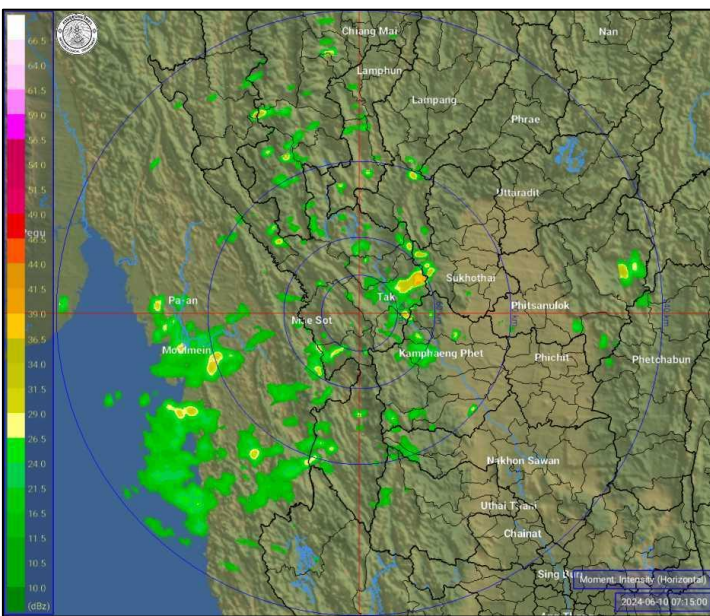 66.5
64.0
61.5
59.0
56.5
54.0
51.5
49.0
46.5
44.0
41.5
39.0
36.5
34.0
31.5
29.0
26.5
24.0
21.5
16.5
11.5
10.5
10.0
(dBz)
Chiang Mai
Nan
Lamphun
Lampang
Phrae
Uttaradit
Pegu
Sukhothai
Pa-an
Tak
Phitsanulok
Mae Sot
Moulmein
Kamphaeng Phet
Phichit
Phetchabun
Nakhon Sawan
Uthai Thani
Chainat
Sing Buri
Moment: Intensity (Horizontal)
2024-06-10 07:15:00